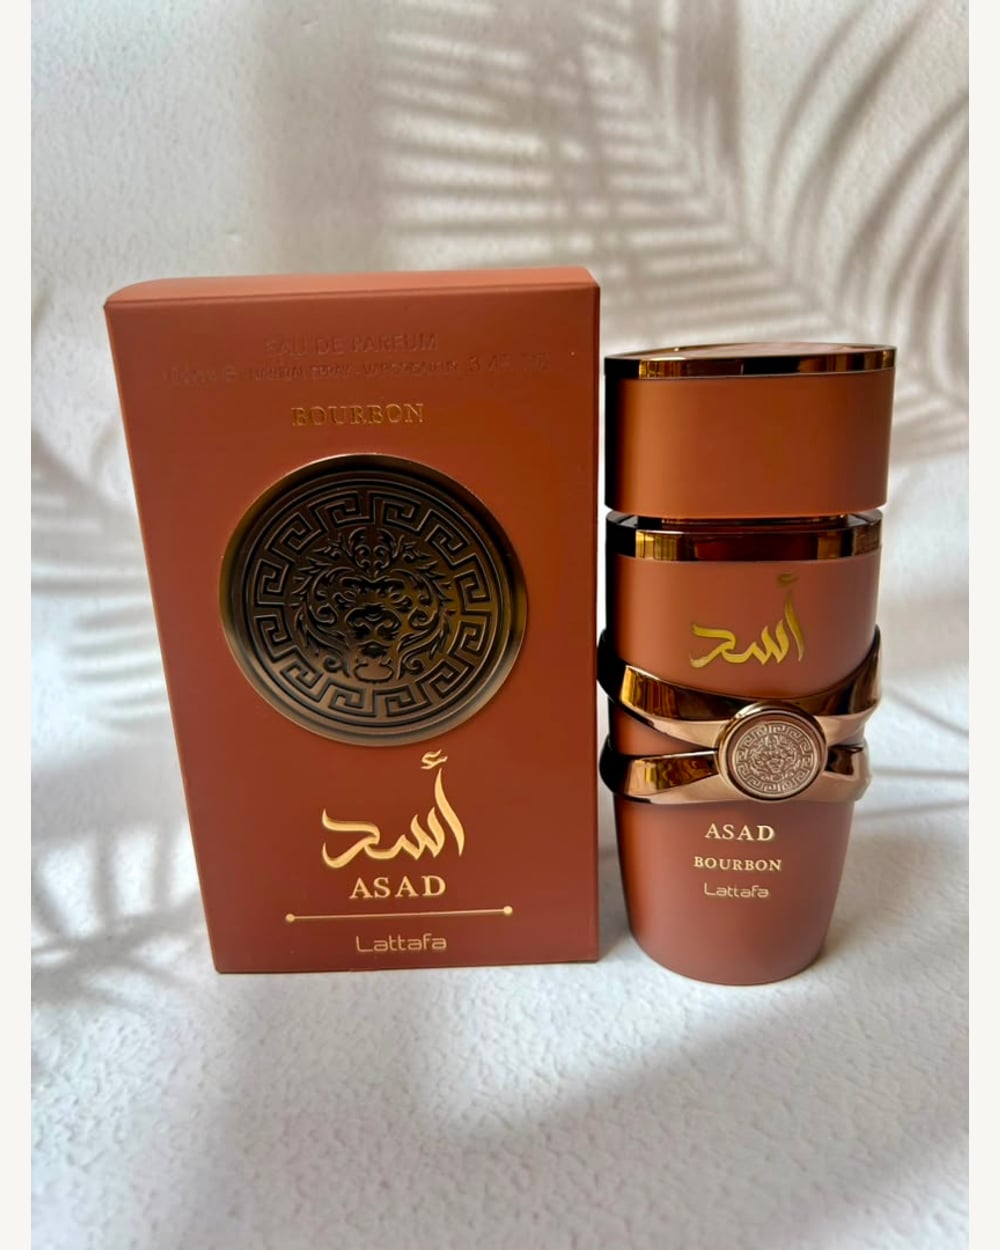 EAU DE PARFUM
BOURBON
أسد
ASAD
Lattafa
أسد
ASAD
BOURBON
Lattafa